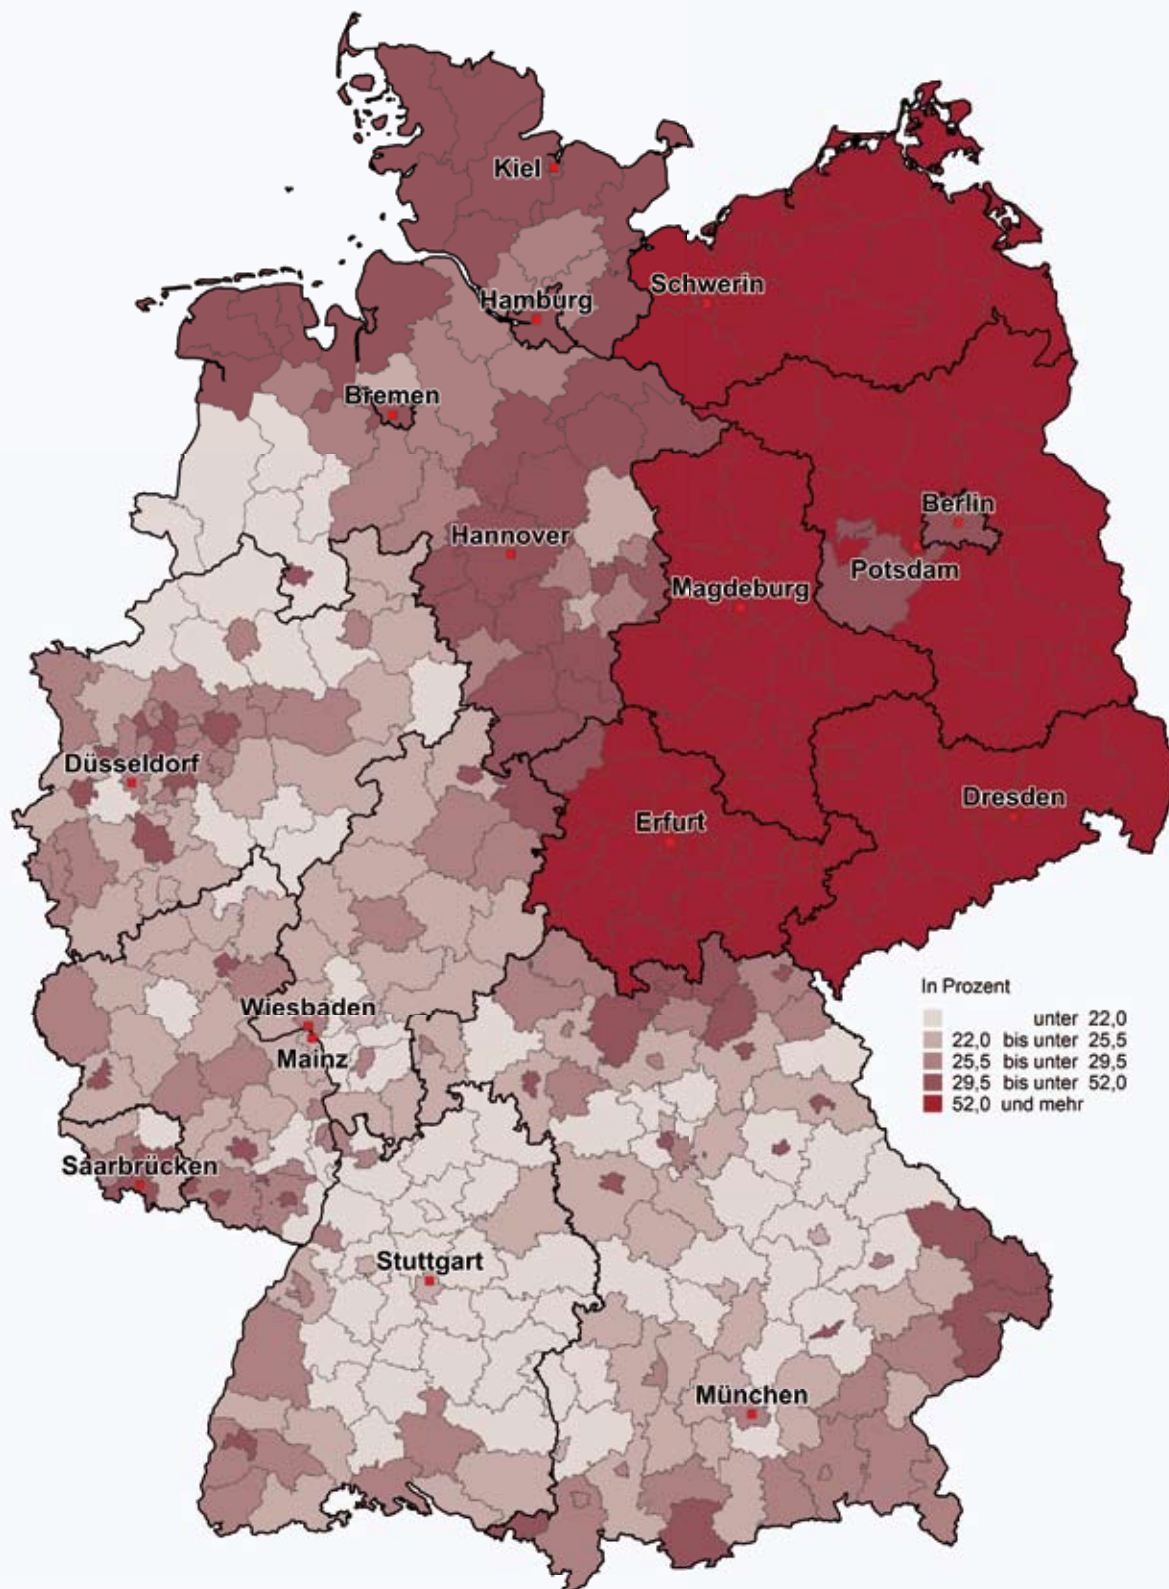 Kiel
Schwerin
Hamburg
Bremen
Berlin
Hannover
Potsdam
Magdeburg
Düsseldorf
Dresden
Erfurt
In Prozent
unter 22,0
22,0 bis unter 25,5
25,5 bis unter 29,5
29,5 bis unter 52,0
52,0 und mehr
Wiesbaden
Mainz
Saarbrücken
Stuttgart
München